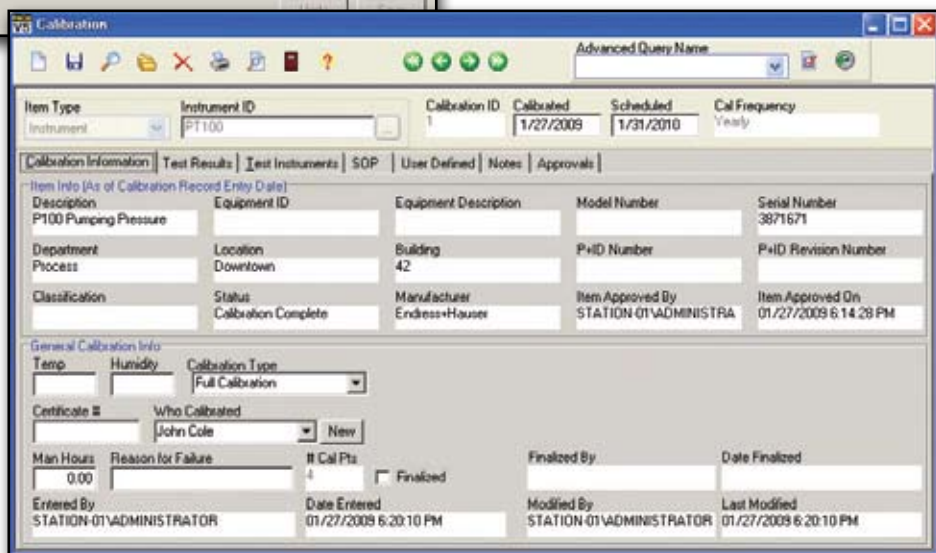 Calibration
Advanced Query Name
Item Type Instrument ID Calibration ID Calibrated Scheduled Cal Frequency
Instrument PT100 ... 1 1/27/2009 1/31/2010 Yearly
Calibration Information Test Results Test Instruments SOP User Defined Notes Approvals
Item Info (As of Calibration Record Entry Date)
Description Equipment ID Equipment Description Model Number Serial Number
P100 Pumping Pressure 3871671
Department Location Building P+ID Number P+ID Revision Number
Process Downtown 42
Classification Status Manufacturer Item Approved By Item Approved On
Calibration Complete Endress+Hauser STATION-01\ADMINISTRA 01/27/2009 6:14:28 PM
General Calibration Info
Temp Humidity Calibration Type
Full Calibration
Certificate # Who Calibrated
John Cole New
Man Hours Reason for Failure # Cal Pts Finalized By Date Finalized
0.00 4 Finalized
Entered By Date Entered Modified By Last Modified
STATION-01\ADMINISTRATOR 01/27/2009 6:20:10 PM STATION-01\ADMINISTRATOR 01/27/2009 6:20:10 PM